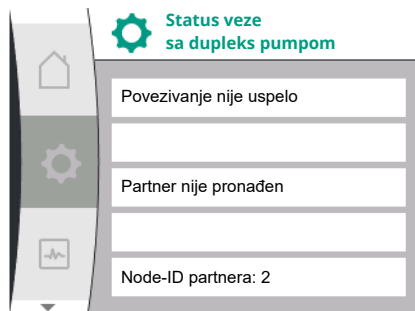 Status veze
sa dupleks pumpom
Povezivanje nije uspelo
Partner nije pronađen
Node-ID partnera: 2